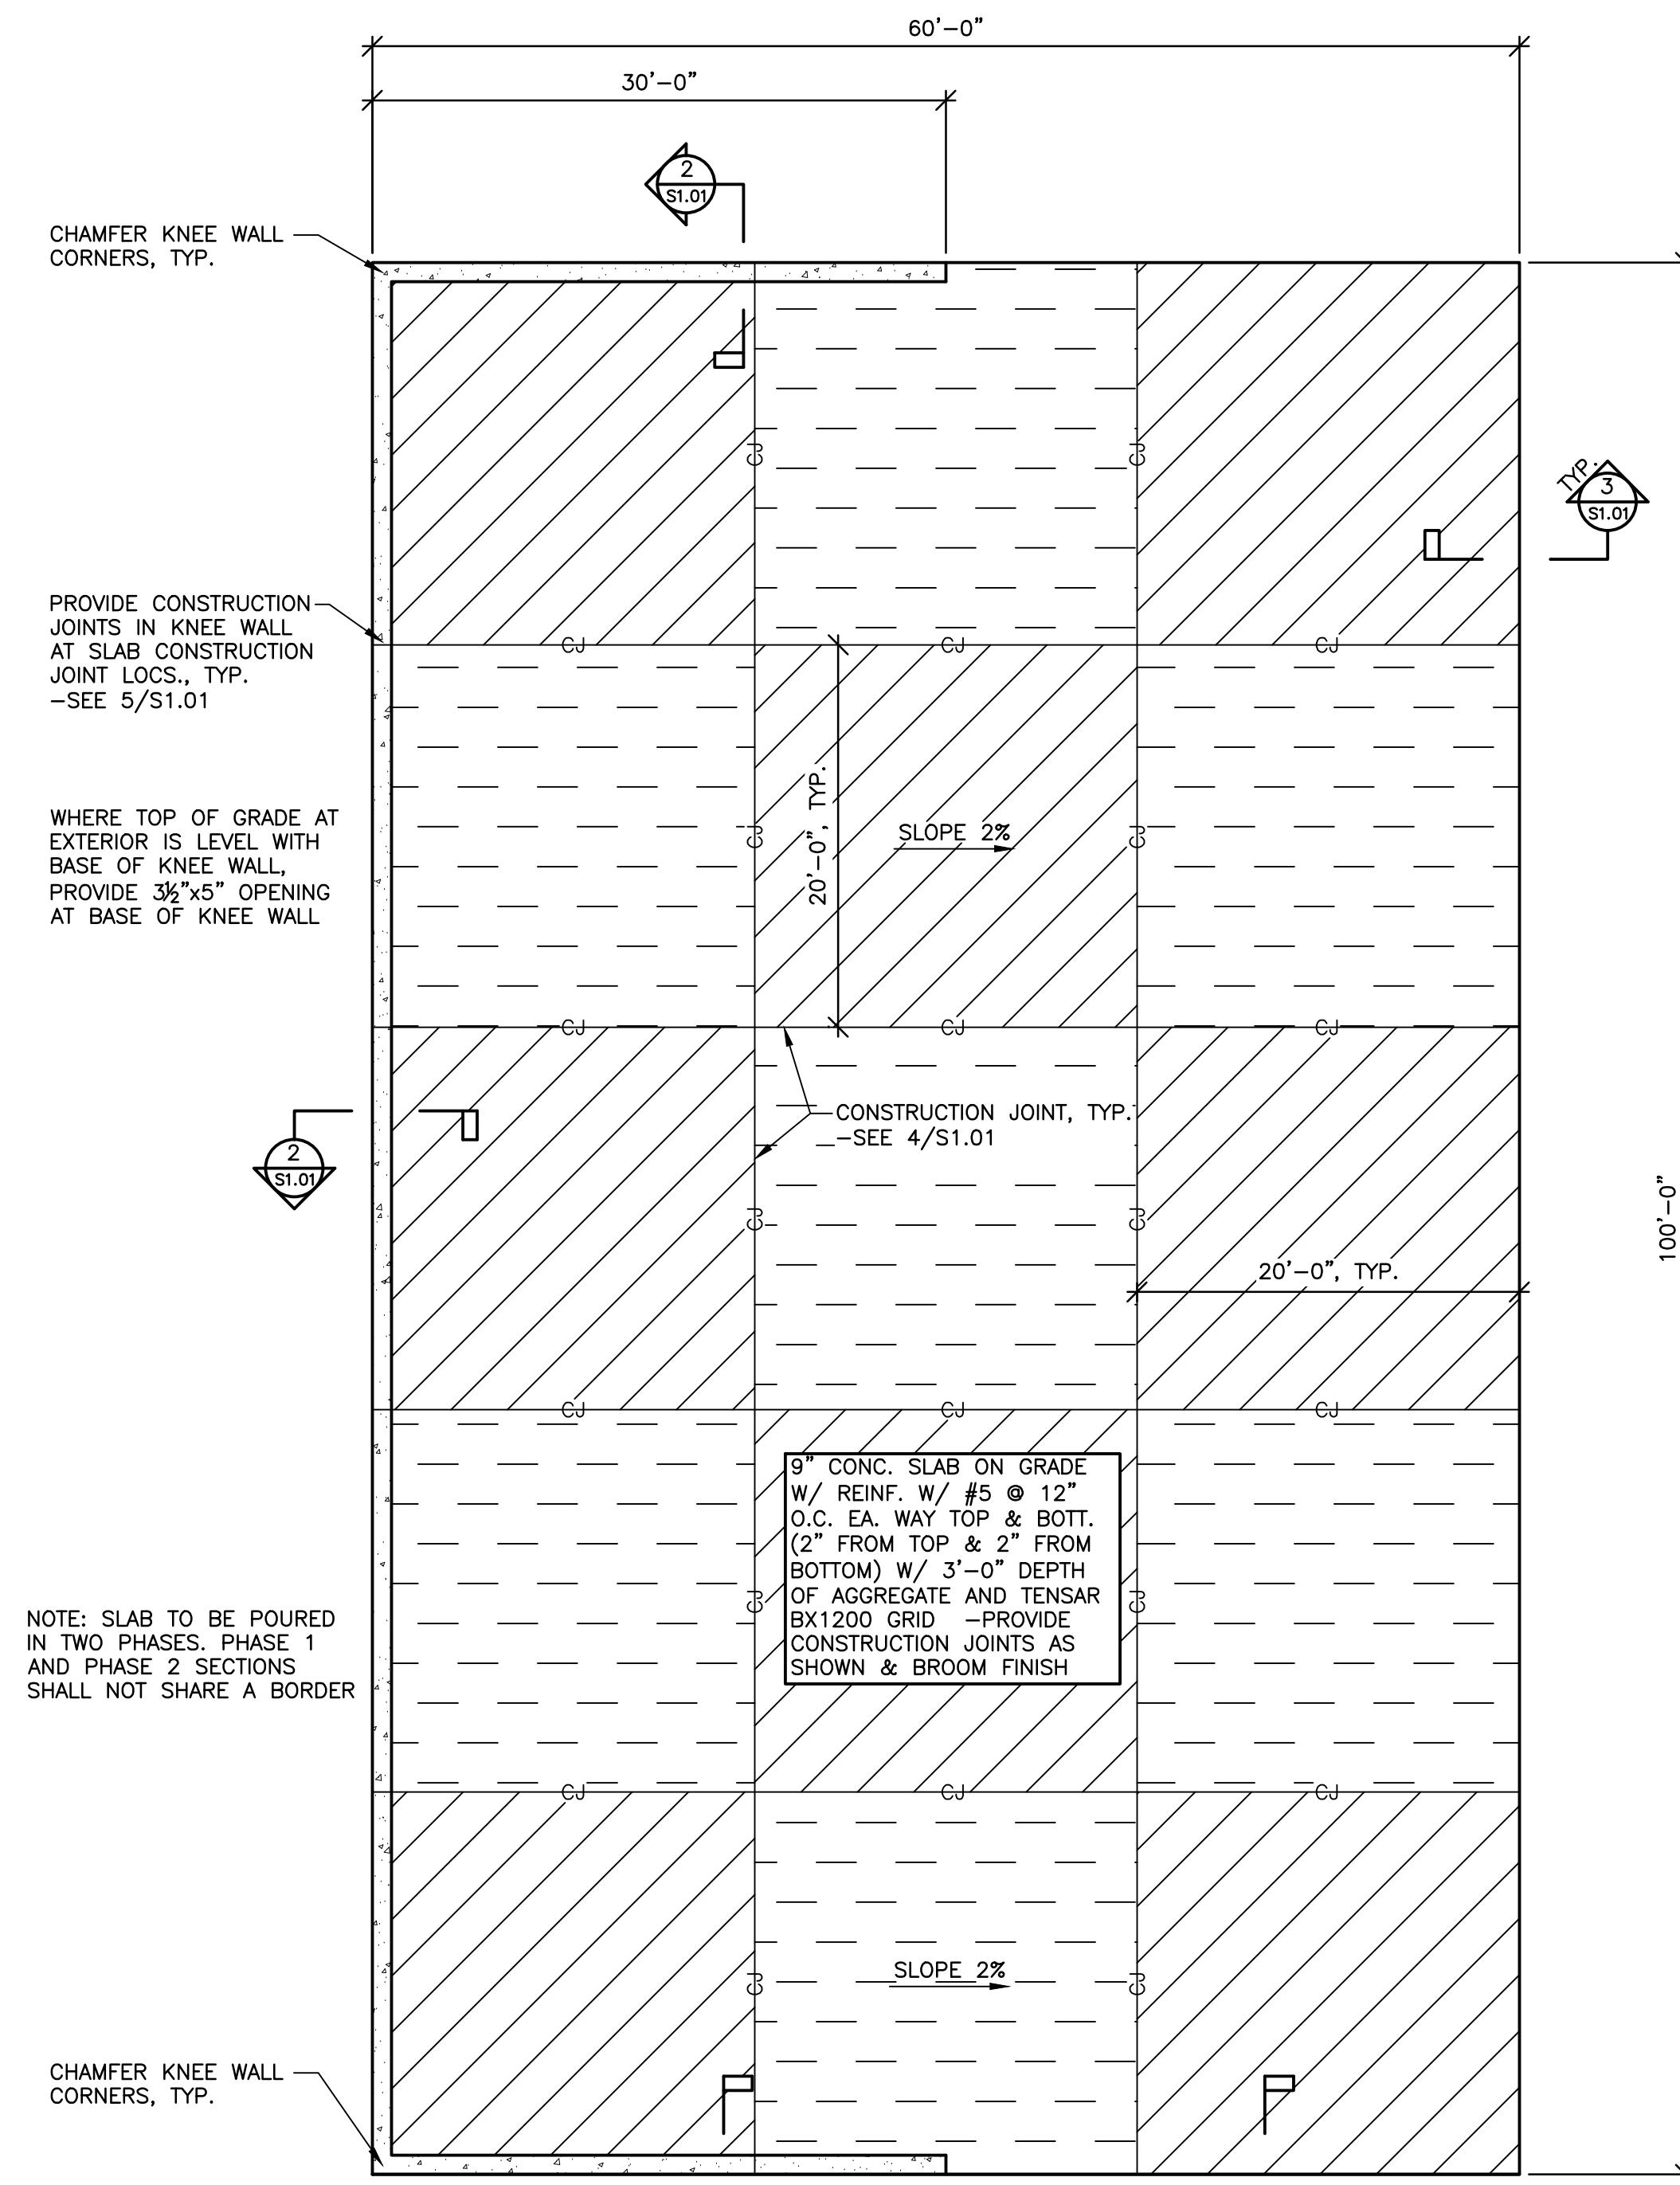 60'-0"
30'-0"
2
S1.01
CHAMFER KNEE WALL
CORNERS, TYP.
CJ
CJ
TYP.
3
S1.01
PROVIDE CONSTRUCTION
JOINTS IN KNEE WALL
AT SLAB CONSTRUCTION
JOINT LOCS., TYP.
-SEE 5/S1.01
CJ
CJ
CJ
20'-0", TYP.
SLOPE 2%
CJ
CJ
WHERE TOP OF GRADE AT
EXTERIOR IS LEVEL WITH
BASE OF KNEE WALL,
PROVIDE 3½"x5" OPENING
AT BASE OF KNEE WALL
CJ
CJ
CJ
CONSTRUCTION JOINT, TYP.
-SEE 4/S1.01
2
S1.01
CJ
CJ
100'-0"
20'-0", TYP.
CJ
CJ
CJ
9" CONC. SLAB ON GRADE
W/ REINF. W/ #5 @ 12"
O.C. EA. WAY TOP & BOTT.
(2" FROM TOP & 2" FROM
BOTTOM) W/ 3'-0" DEPTH
OF AGGREGATE AND TENSAR
BX1200 GRID -PROVIDE
CONSTRUCTION JOINTS AS
SHOWN & BROOM FINISH
CJ
CJ
NOTE: SLAB TO BE POURED
IN TWO PHASES. PHASE 1
AND PHASE 2 SECTIONS
SHALL NOT SHARE A BORDER
CJ
CJ
CJ
SLOPE 2%
CJ
CJ
CHAMFER KNEE WALL
CORNERS, TYP.